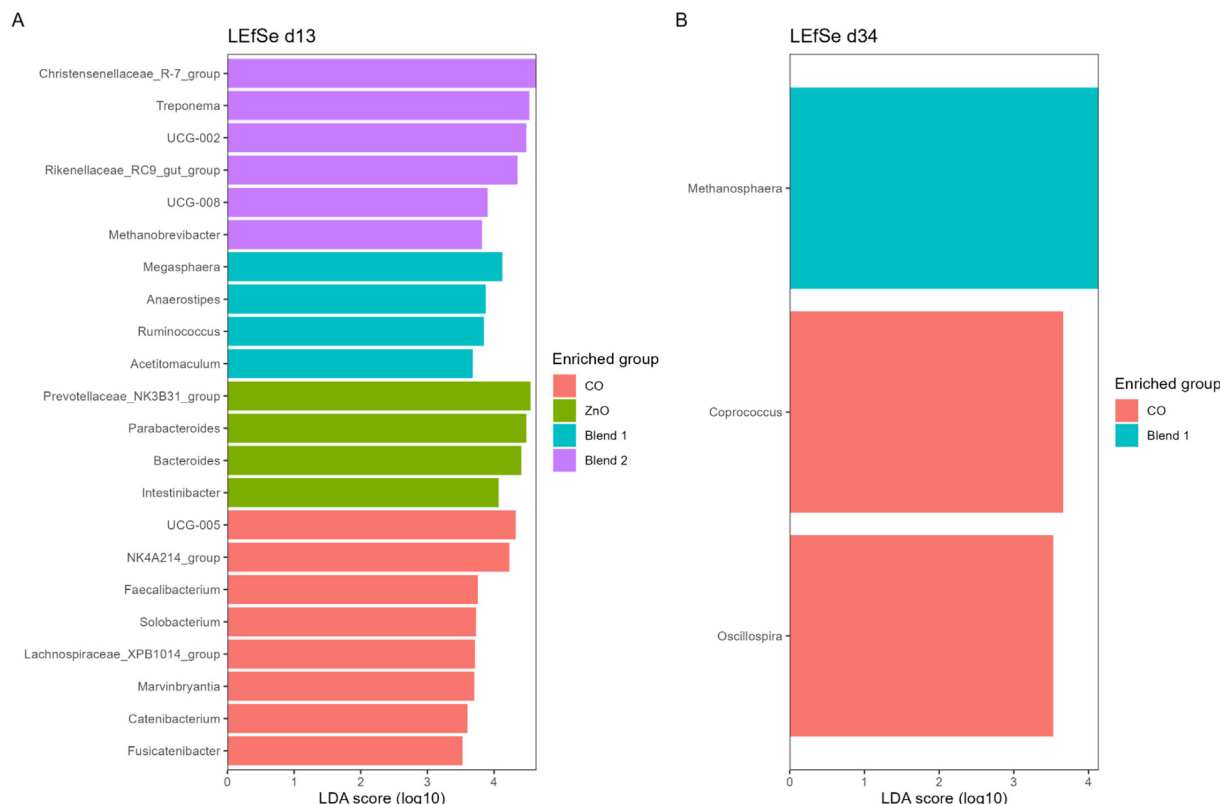 A
LEfSe d13
Christensenellaceae_R-7_group
Treponema
UCG-002
Rikenellaceae_RC9_gut_group
UCG-008
Methanobrevibacter
Megasphaera
Anaerostipes
Ruminococcus
Acetitomaculum
Prevotellaceae_NK3B31_group
Parabacteroides
Bacteroides
Intestinibacter
UCG-005
NK4A214_group
Faecalibacterium
Solobacterium
Lachnospiraceae_XPB1014_group
Marvinbryantia
Catenibacterium
Fusicatenibacter
0 1 2 3 4
LDA score (log10)
Enriched group
CO
ZnO
Blend 1
Blend 2
B
LEfSe d34
Methanosphaera
Coprococcus
Oscillospira
0 1 2 3 4
LDA score (log10)
Enriched group
CO
Blend 1